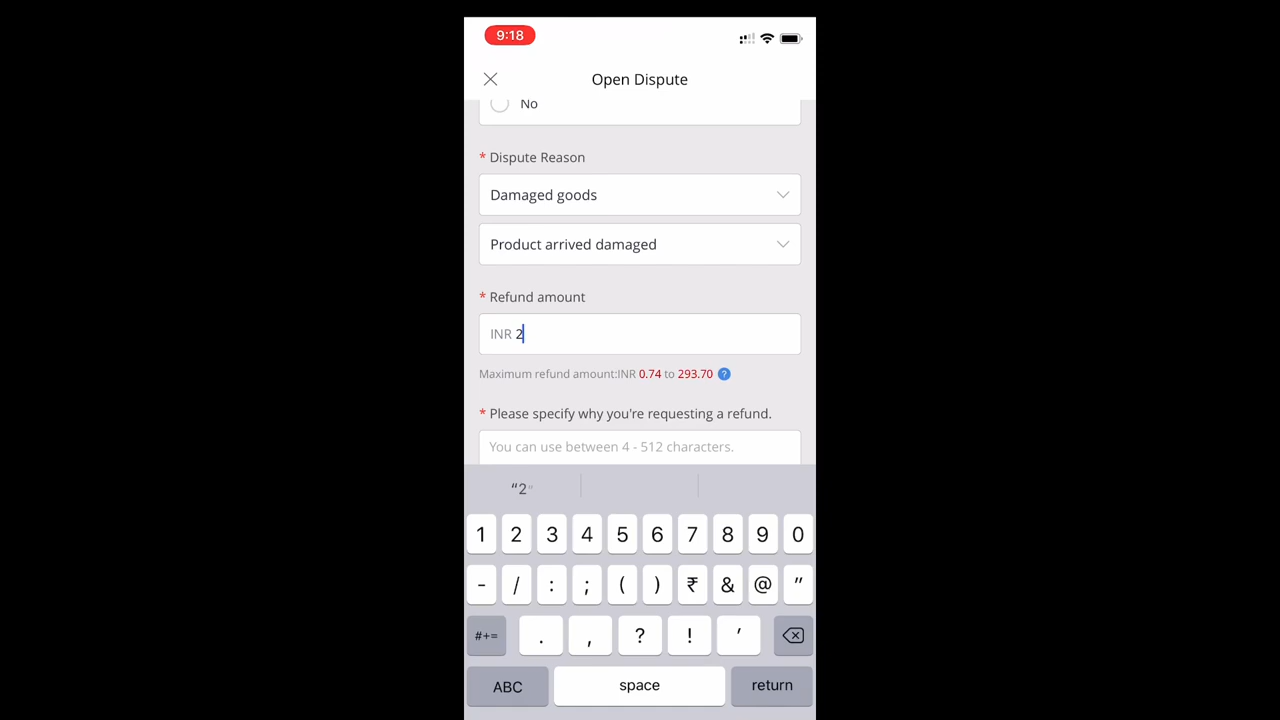 9:18
Open Dispute
No
* Dispute Reason
Damaged goods
Product arrived damaged
* Refund amount
INR 2
Maximum refund amount:INR 0.74 to 293.70 ?
* Please specify why you're requesting a refund.
You can use between 4 - 512 characters.
“2”
1 2 3 4 5 6 7 8 9 0
- / : ; ( ) ₹ & @ ”
#+= . , ? ! ’
ABC space return